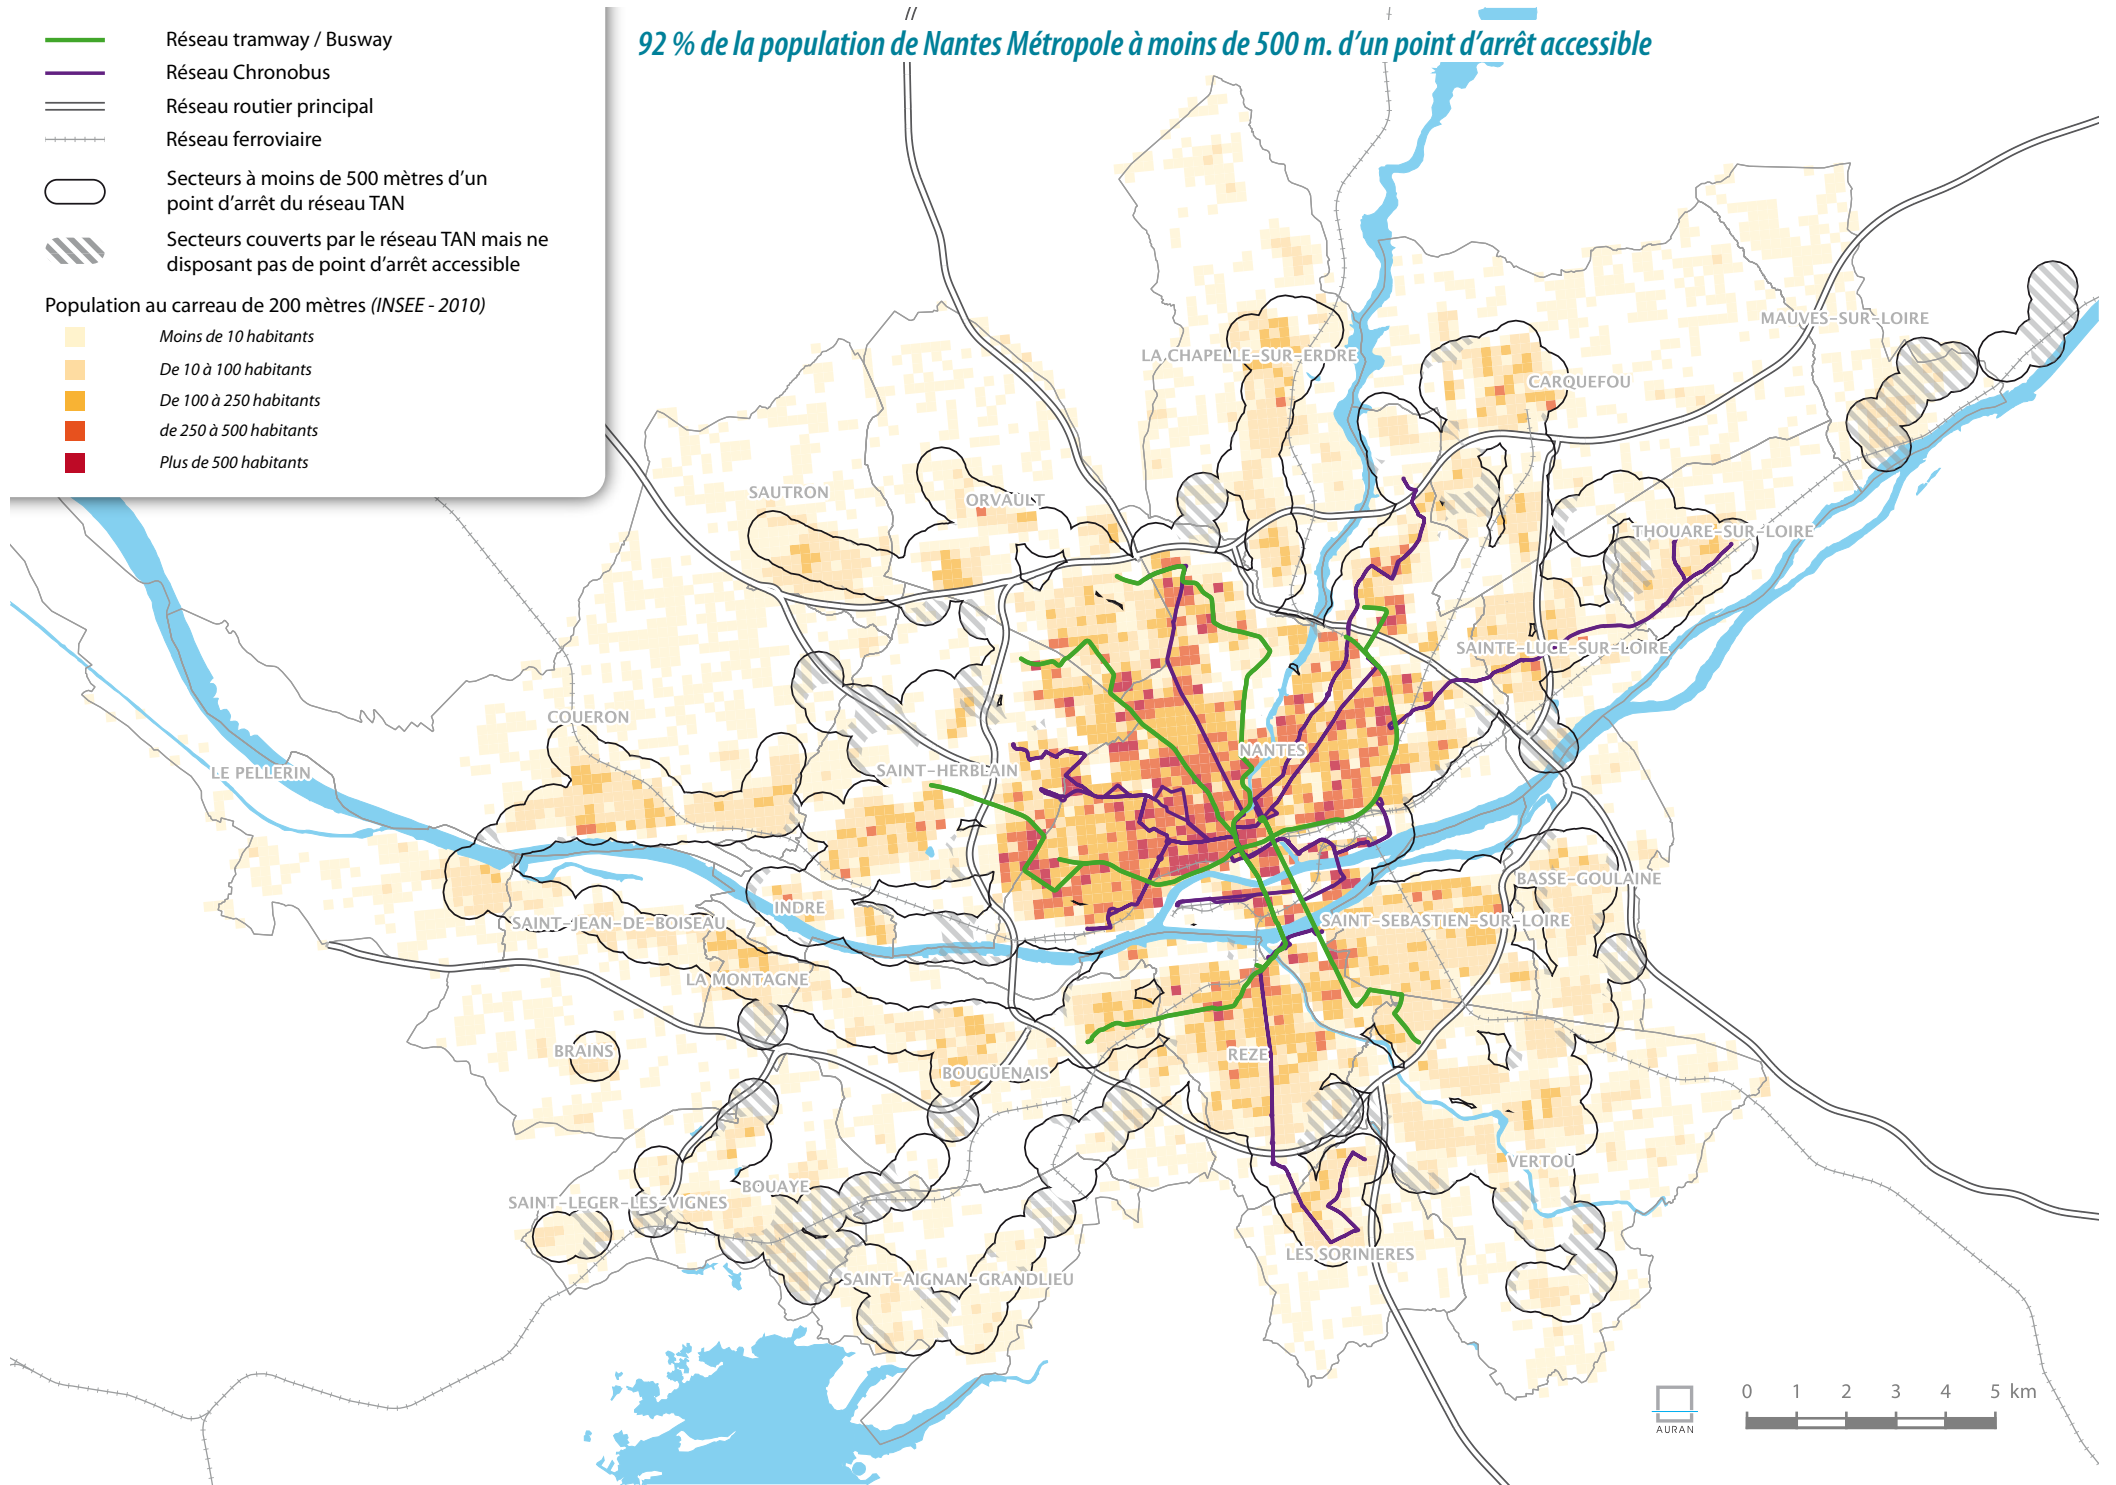 92 % de la population de Nantes Métropole à moins de 500 m. d'un point d'arrêt accessible
Réseau tramway / Busway
Réseau Chronobus
Réseau routier principal
Réseau ferroviaire
Secteurs à moins de 500 mètres d'un
point d'arrêt du réseau TAN
Secteurs couverts par le réseau TAN mais ne
disposant pas de point d'arrêt accessible
Population au carreau de 200 mètres (INSEE - 2010)
Moins de 10 habitants
De 10 à 100 habitants
De 100 à 250 habitants
de 250 à 500 habitants
Plus de 500 habitants
MAUVES-SUR-LOIRE
LA CHAPELLE-SUR-ERDRE
CARQUEFOU
SAUTRON
ORVAULT
THOUARE-SUR-LOIRE
SAINTE-LUCE-SUR-LOIRE
COUERON
NANTES
LE PELLERIN
SAINT-HERBLAIN
BASSE-GOULAINE
INDRE
SAINT-JEAN-DE-BOISEAU
SAINT-SEBASTIEN-SUR-LOIRE
LA MONTAGNE
BRAINS
REZE
BOUGUENAIS
VERTOU
BOUAYE
SAINT-LEGER-LES-VIGNES
LES SORINIERES
SAINT-AIGNAN-GRANDLIEU
0 1 2 3 4 5 km
AURAN